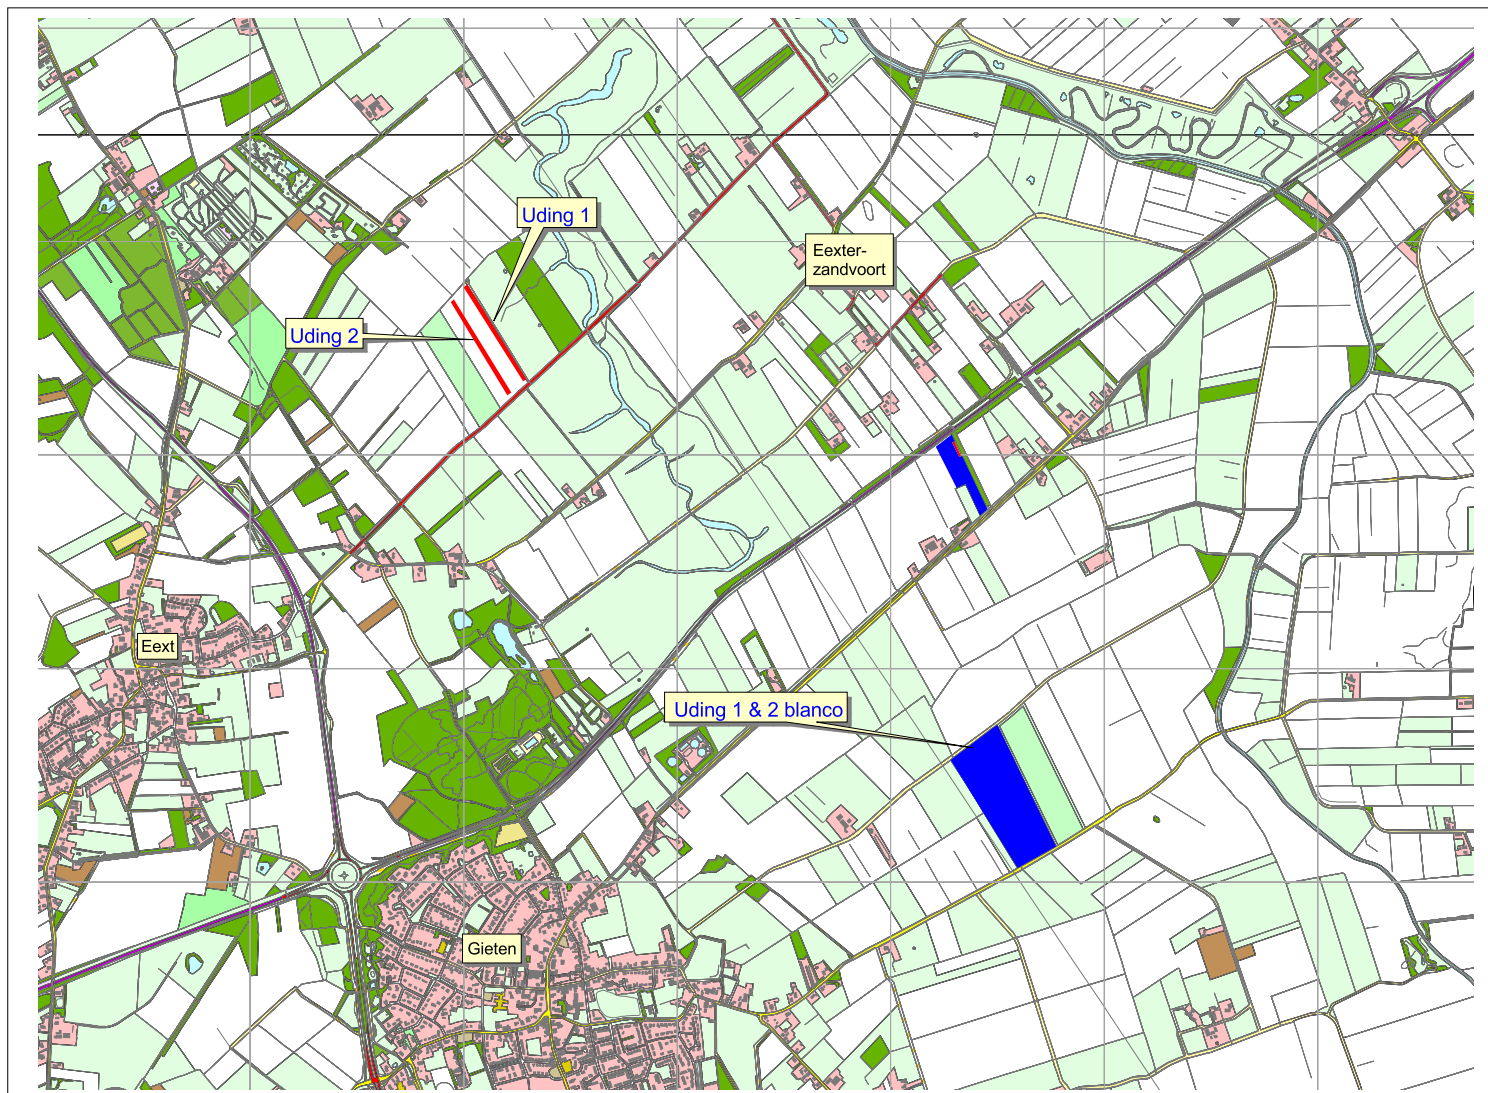 Uding 1
Eexter-
zandvoort
Uding 2
Eext
Uding 1 & 2 blanco
Gieten